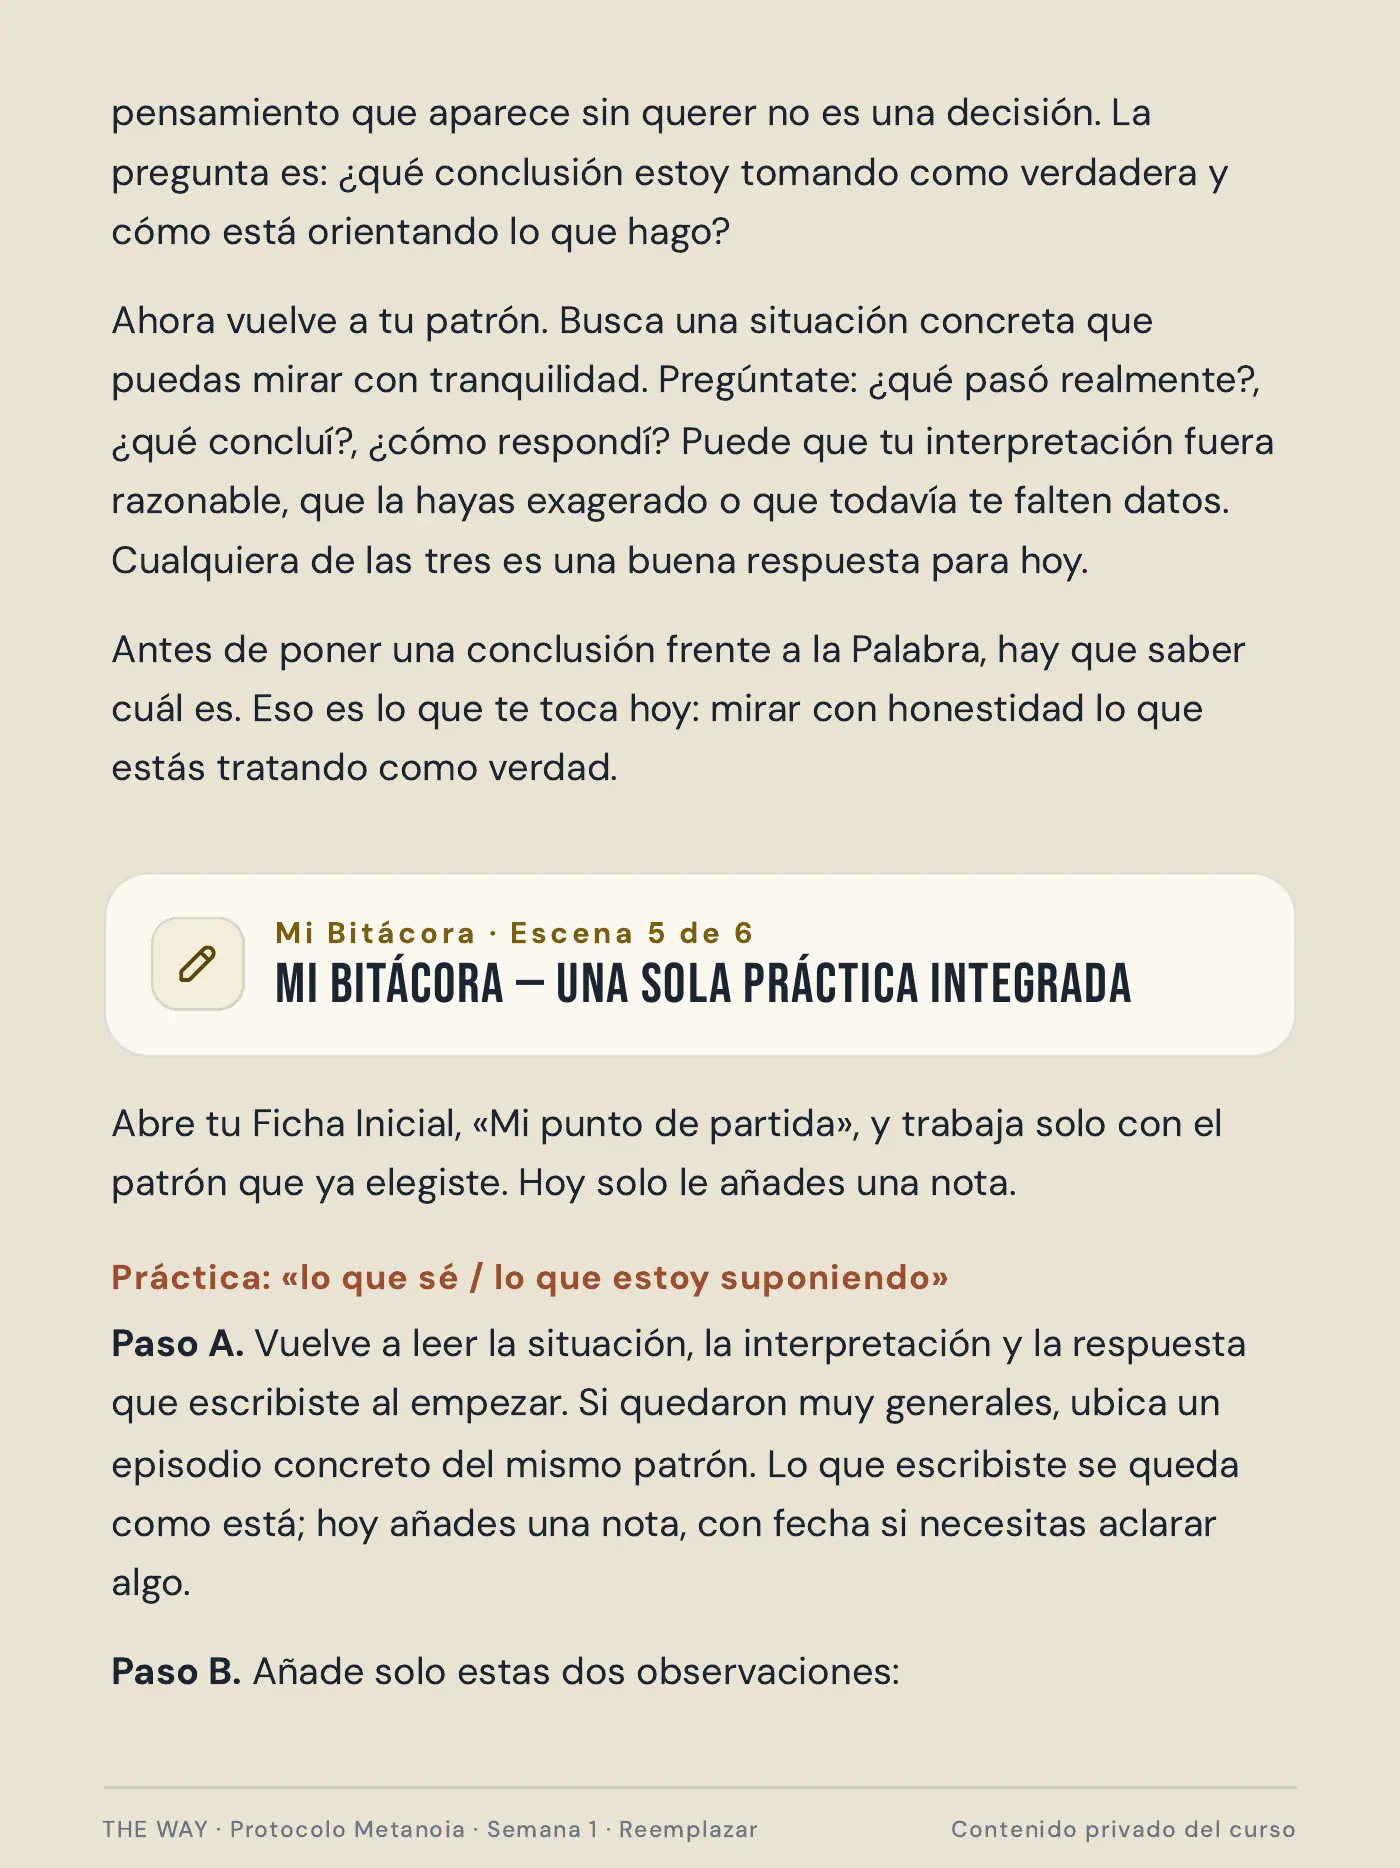 pensamiento que aparece sin querer no es una decisión. La
pregunta es: ¿qué conclusión estoy tomando como verdadera y
cómo está orientando lo que hago?
Ahora vuelve a tu patrón. Busca una situación concreta que
puedas mirar con tranquilidad. Pregúntate: ¿qué pasó realmente?,
¿qué concluí?, ¿cómo respondí? Puede que tu interpretación fuera
razonable, que la hayas exagerado o que todavía te falten datos.
Cualquiera de las tres es una buena respuesta para hoy.
Antes de poner una conclusión frente a la Palabra, hay que saber
cuál es. Eso es lo que te toca hoy: mirar con honestidad lo que
estás tratando como verdad.
Mi Bitácora · Escena 5 de 6
MI BITÁCORA — UNA SOLA PRÁCTICA INTEGRADA
Abre tu Ficha Inicial, «Mi punto de partida», y trabaja solo con el
patrón que ya elegiste. Hoy solo le añades una nota.
Práctica: «lo que sé / lo que estoy suponiendo»
Paso A. Vuelve a leer la situación, la interpretación y la respuesta
que escribiste al empezar. Si quedaron muy generales, ubica un
episodio concreto del mismo patrón. Lo que escribiste se queda
como está; hoy añades una nota, con fecha si necesitas aclarar
algo.
Paso B. Añade solo estas dos observaciones:
THE WAY · Protocolo Metanoia · Semana 1 · Reemplazar
Contenido privado del curso